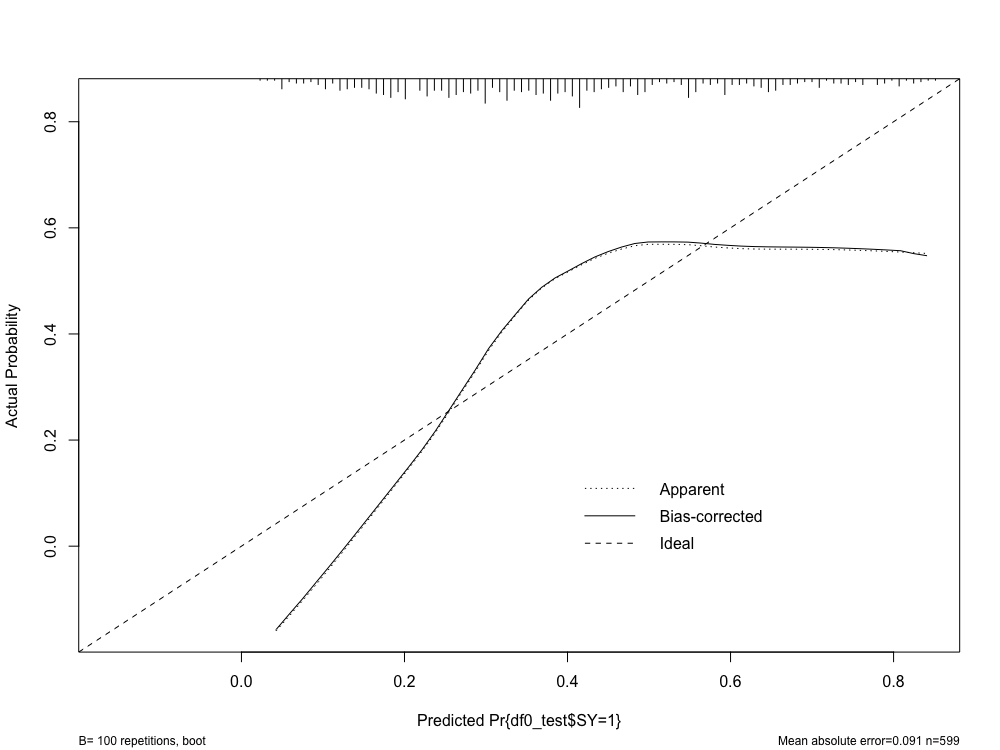 0.8
0.6
0.4
0.2
0.0
Actual Probability
Apparent
Bias-corrected
Ideal
0.0 0.2 0.4 0.6 0.8
Predicted Pr{df0_test$SY=1}
B= 100 repetitions, boot
Mean absolute error=0.091 n=599